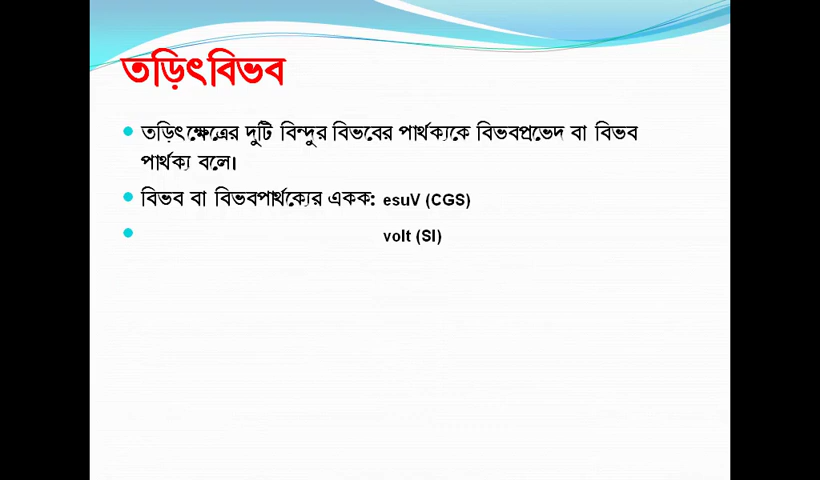 তড়িৎবিভব
তড়িৎক্ষেত্রের দুটি বিন্দুর বিভবের পার্থক্যকে বিভবপ্রভেদ বা বিভব
পার্থক্য বলে।
বিভব বা বিভবপার্থক্যের একক: esuV (CGS)
volt (SI)